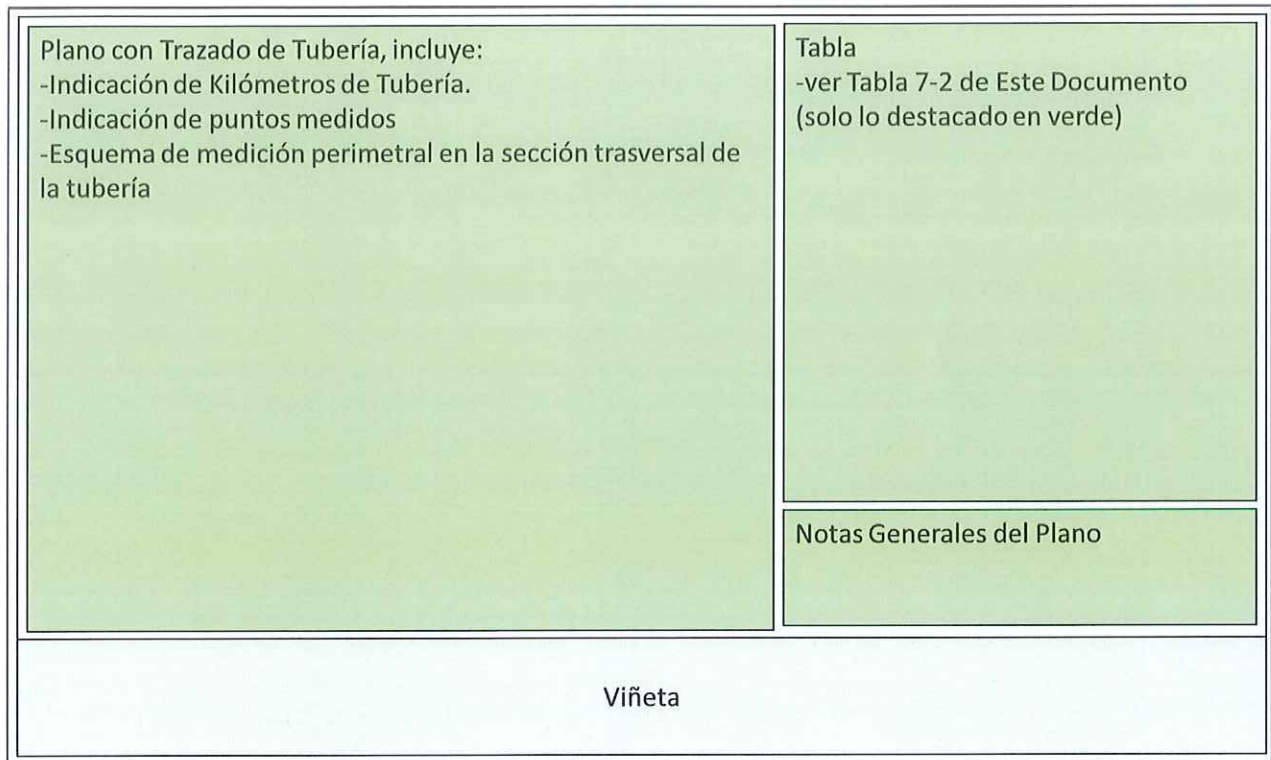 Plano con Trazado de Tubería, incluye:
-Indicación de Kilómetros de Tubería.
-Indicación de puntos medidos
-Esquema de medición perimetral en la sección trasversal de
la tubería
Tabla
-ver Tabla 7-2 de Este Documento
(solo lo destacado en verde)
Notas Generales del Plano
Viñeta